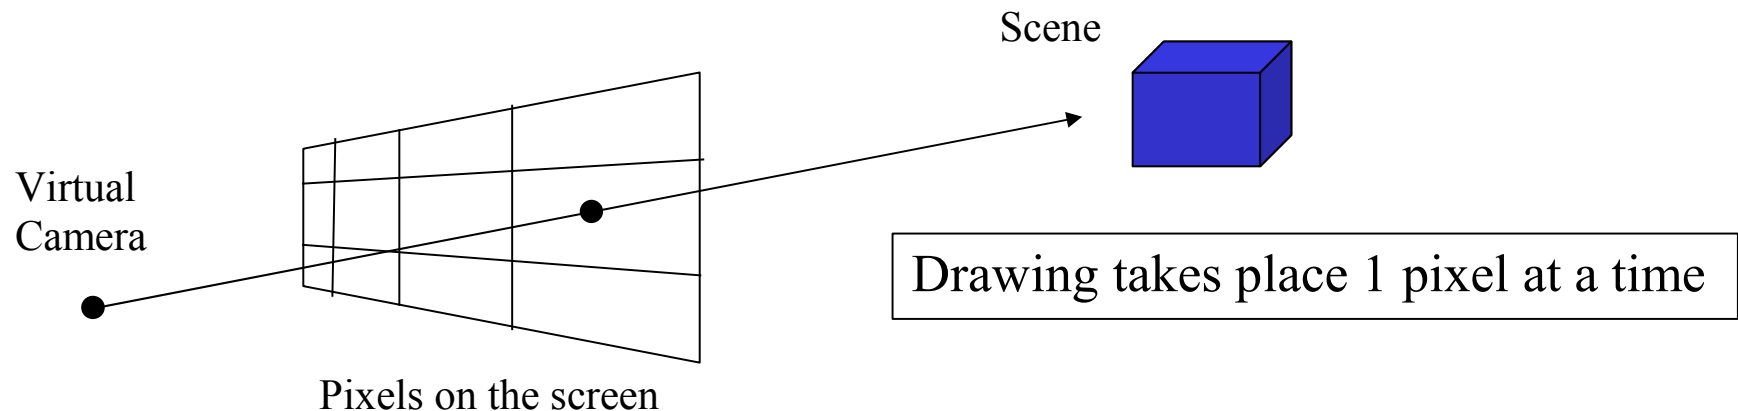 Scene
Virtual
Camera
Drawing takes place 1 pixel at a time
Pixels on the screen